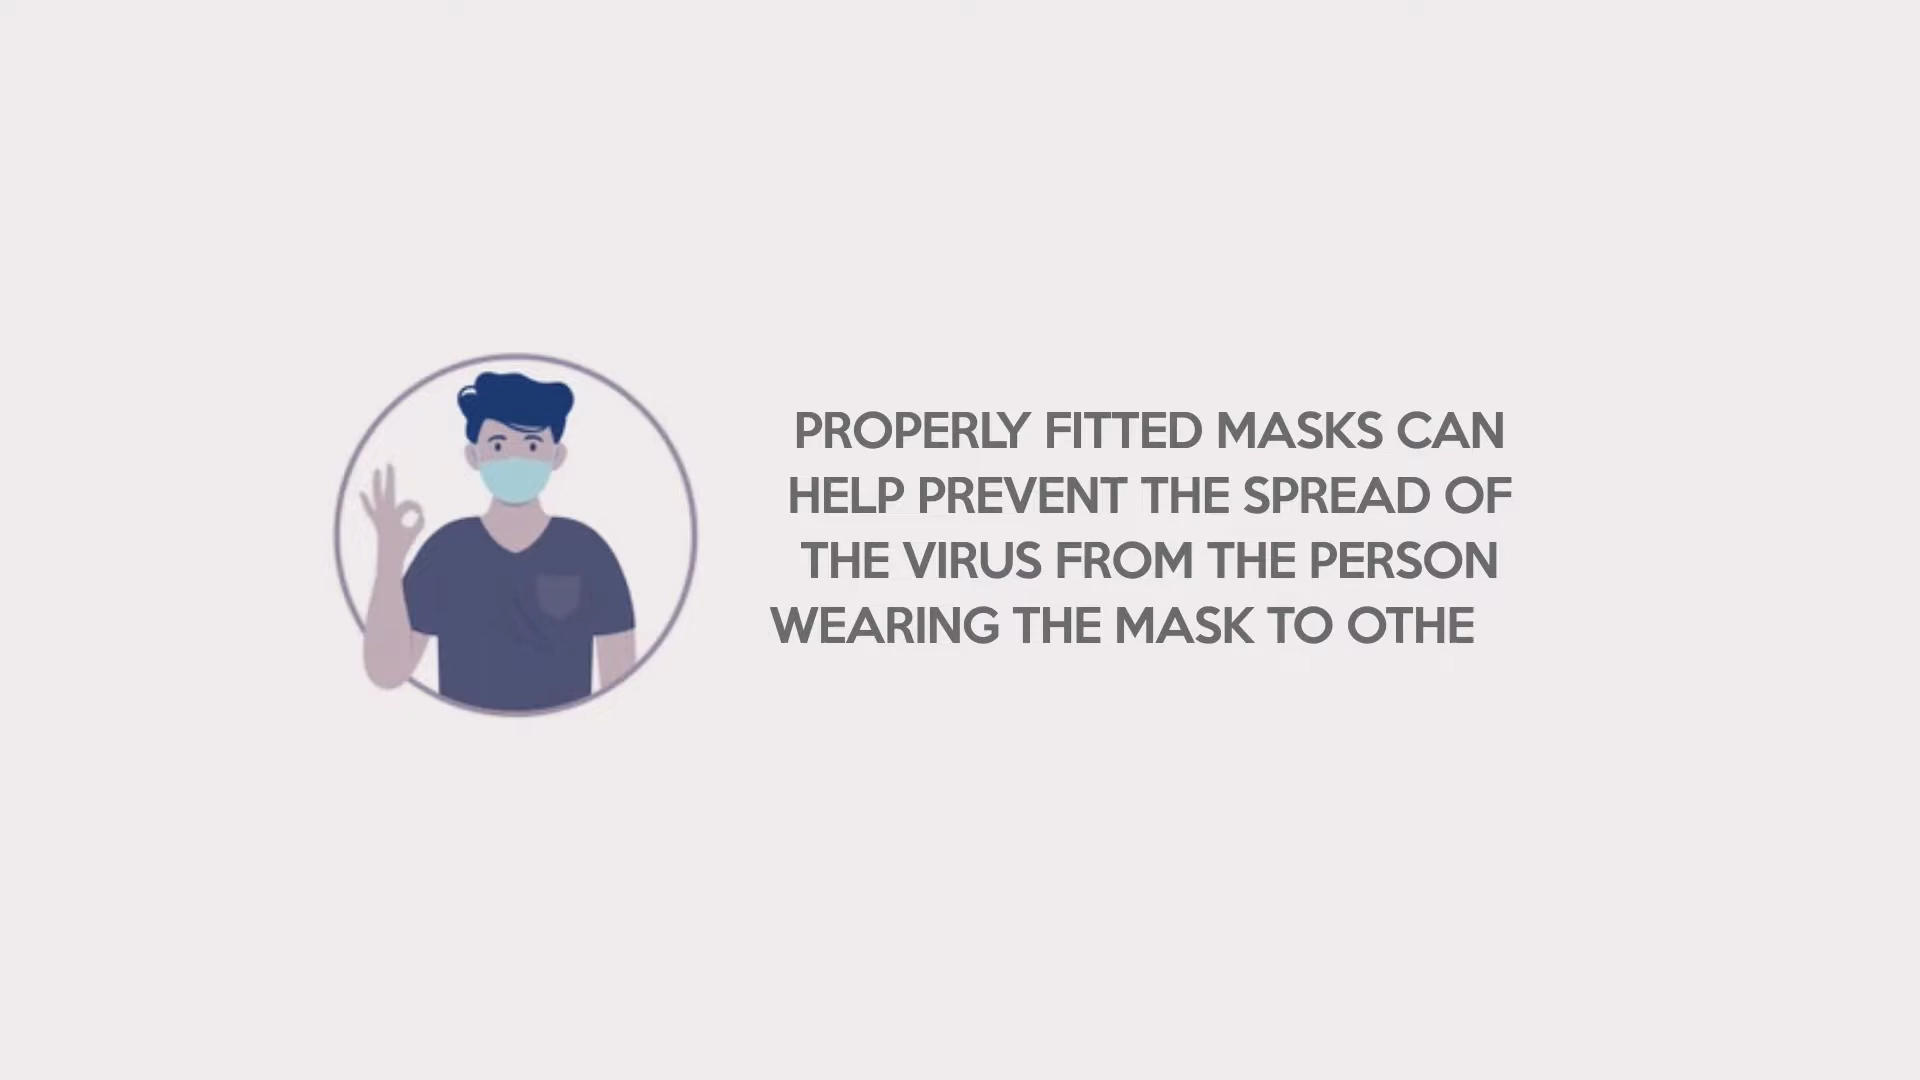 PROPERLY FITTED MASKS CAN
HELP PREVENT THE SPREAD OF
THE VIRUS FROM THE PERSON
WEARING THE MASK TO OTHE